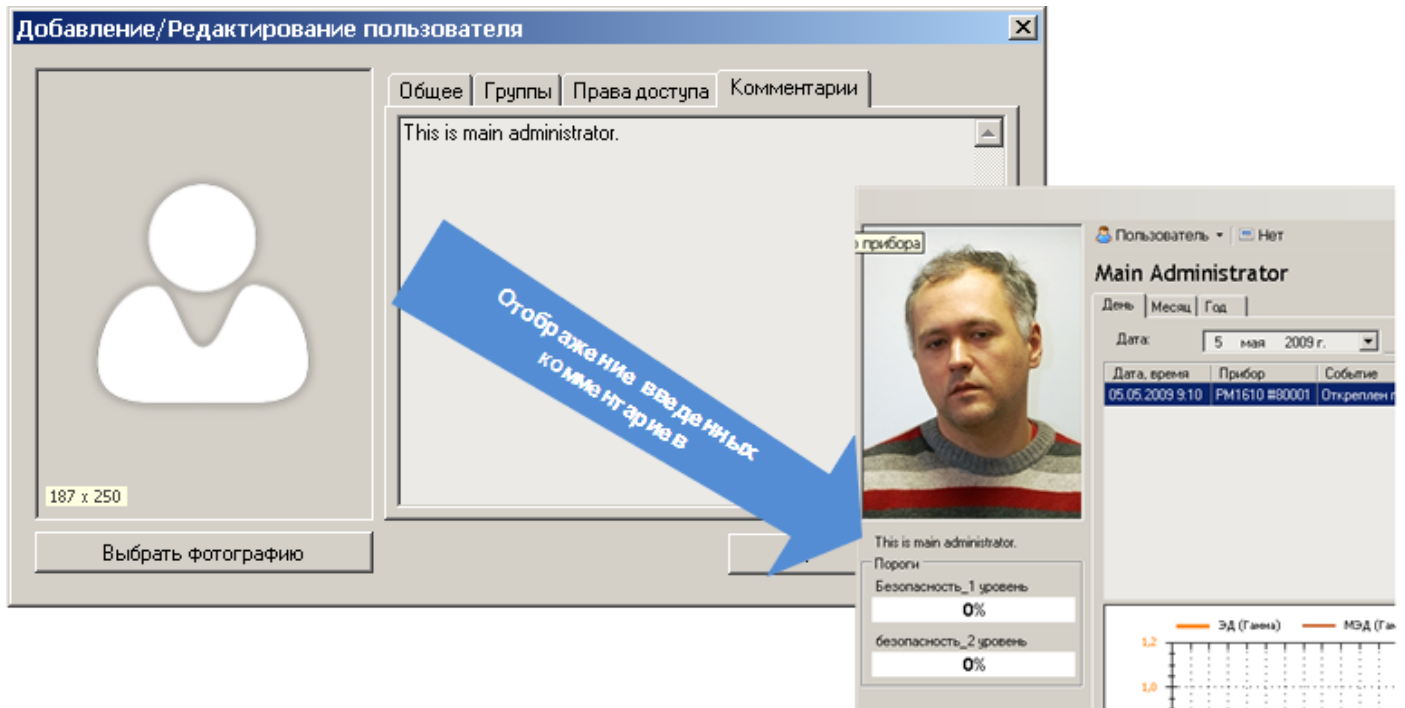 Добавление/Редактирование пользователя
Общее Группы Права доступа Комментарии
This is main administrator.
187 x 250
Выбрать фотографию
Отображение введенных
комментариев
прибора
Пользователь Нет
Main Administrator
День Месяц Год
Дата: 5 мая 2009 г.
Дата, время Прибор Событие
05.05.2009 9:10 PM1610 #80001 Откреплен
This is main administrator.
Пороги
Безопасность_1 уровень
0%
безопасность_2 уровень
0%
ЭД (Гамма) МЭД
1,2
1,0